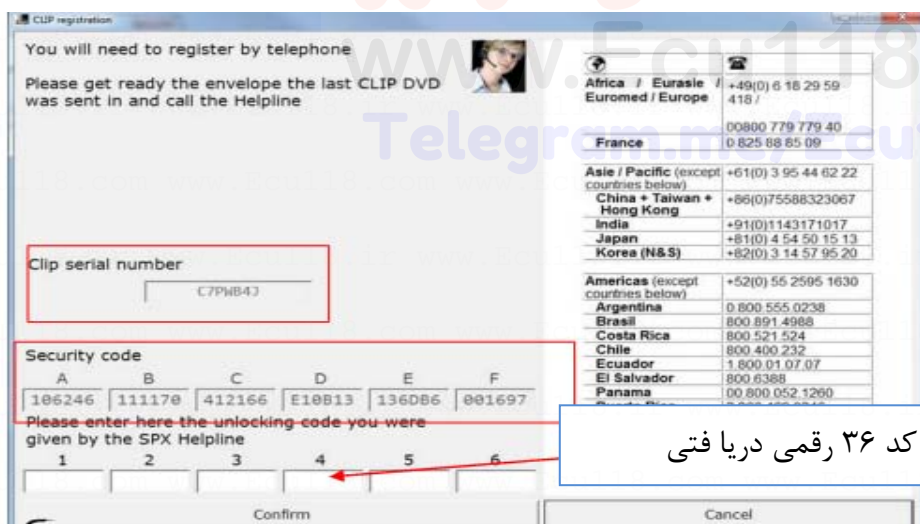 CLIP registration
www.Ecu118
Telegram.me/Ecu
You will need to register by telephone
Please get ready the envelope the last CLIP DVD
was sent in and call the Helpline
Clip serial number
C7PWB4J
Security code
A B C D E F
106246 111170 412166 E10B13 136DB6 001697
Please enter here the unlocking code you were
given by the SPX Helpline
1 2 3 4 5 6
Confirm
Cancel
Africa / Eurasie / +49(0) 6 18 29 59
Euromed / Europe 418 /
00800 779 779 40
France 0 825 88 85 09
Asie / Pacific (except +61(0) 3 95 44 62 22
countries below)
China + Taiwan + +86(0)75588323067
Hong Kong
India +91(0)1143171017
Japan +81(0) 4 54 50 15 13
Korea (N&S) +82(0) 3 14 57 95 20
Americas (except +52(0) 55 2595 1630
countries below)
Argentina 0.800.555.0238
Brasil 800.891.4988
Costa Rica 800.521.524
Chile 800.400.232
Ecuador 1.800.01.07.07
El Salvador 800.6388
Panama 00.800.052.1260
کد ۳۶ رقمی دریا فتی